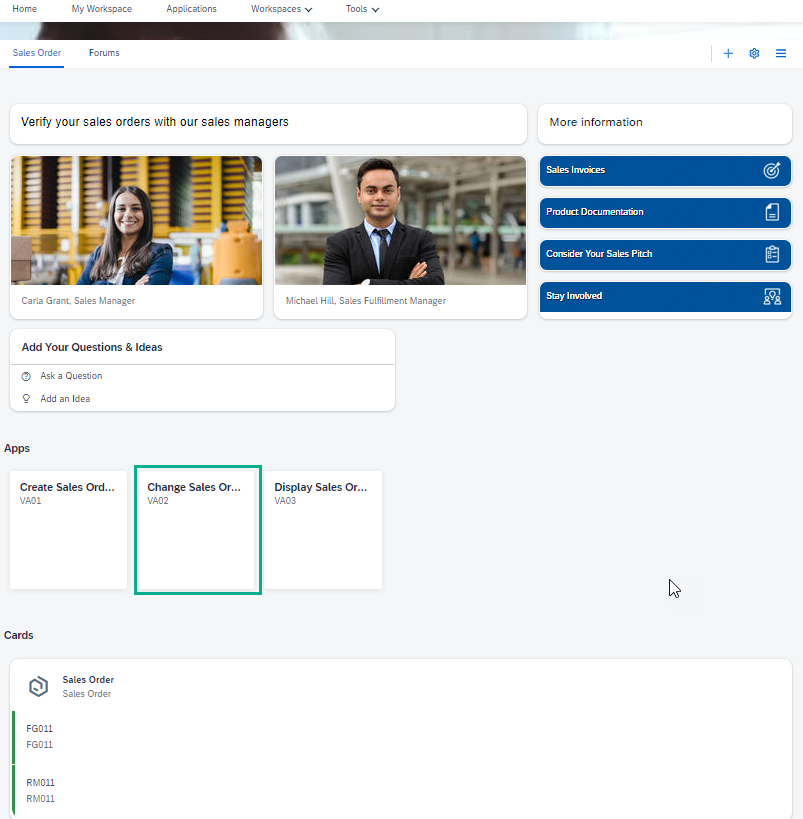 Home My Workspace Applications Workspaces Tools
Sales Order Forums
Verify your sales orders with our sales managers
More information
Carla Grant, Sales Manager
Michael Hill, Sales Fulfillment Manager
Sales Invoices
Product Documentation
Consider Your Sales Pitch
Stay Involved
Add Your Questions & Ideas
Ask a Question
Add an Idea
Apps
Create Sales Ord...
VA01
Change Sales Or...
VA02
Display Sales Or...
VA03
Cards
Sales Order
Sales Order
FG011
FG011
RM011
RM011